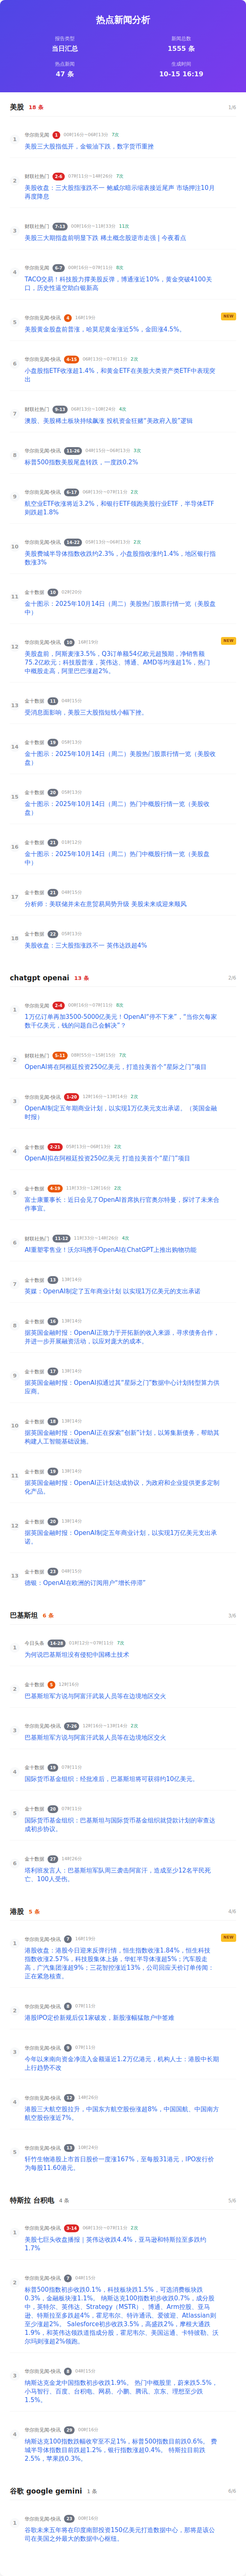 热点新闻分析
报告类型
当日汇总
新闻总数
1555 条
热点新闻
47 条
生成时间
10-15 16:19
美股 18 条
1/6
1
华尔街见闻 1 00时16分~06时13分 7次
美股三大股指低开，金银油下跌，数字货币重挫
2
财联社热门 2-6 07时11分~14时26分 7次
美股收盘：三大股指涨跌不一 鲍威尔暗示缩表接近尾声 市场押注10月
再度降息
3
财联社热门 7-13 00时16分~11时33分 11次
美股三大期指盘前明显下跌 稀土概念股逆市走强丨今夜看点
4
华尔街见闻 6-7 00时16分~07时11分 8次
TACO交易！科技股力撑美股反弹，博通涨近10%，黄金突破4100关
口，历史性逼空助白银新高
5
华尔街见闻-快讯 4 16时19分
NEW
美股黄金股盘前普涨，哈莫尼黄金涨近5%，金田涨4.5%。
6
华尔街见闻-快讯 4-15 06时13分~07时11分 2次
小盘股指ETF收涨超1.4%，和黄金ETF在美股大类资产类ETF中表现突
出
7
财联社热门 9-13 06时13分~10时24分 4次
澳股、美股稀土板块持续飙涨 投机资金狂赌"美政府入股"逻辑
8
华尔街见闻-快讯 11-26 04时15分~06时13分 3次
标普500指数美股尾盘转跌，一度跌0.2%
9
华尔街见闻-快讯 6-17 06时13分~07时11分 2次
航空业ETF收涨将近3.2%，和银行ETF领跑美股行业ETF，半导体ETF
则跌超1.8%
10
华尔街见闻-快讯 14-22 05时13分~06时13分 2次
美股费城半导体指数收跌约2.3%，小盘股指收涨约1.4%，地区银行指
数涨3%
11
金十数据 10 02时20分
金十图示：2025年10月14日（周二）美股热门股票行情一览（美股盘
中）
12
华尔街见闻-快讯 10 16时19分
NEW
美股盘前，阿斯麦涨3.5%，Q3订单额54亿欧元超预期，净销售额
75.2亿欧元；科技股普涨，英伟达、博通、AMD等均涨超1%，热门
中概股走高，阿里巴巴涨超2%。
13
金十数据 11 04时15分
受消息面影响，美股三大股指短线小幅下挫。
14
金十数据 19 05时13分
金十图示：2025年10月14日（周二）美股热门股票行情一览（美股收
盘）
15
金十数据 20 05时13分
金十图示：2025年10月14日（周二）热门中概股行情一览（美股收
盘）
16
金十数据 21 01时12分
金十图示：2025年10月14日（周二）热门中概股行情一览（美股盘
中）
17
金十数据 21 04时15分
分析师：美联储并未在意贸易局势升级 美股未来或迎来顺风
18
金十数据 22 05时13分
美股收盘：三大股指涨跌不一 英伟达跌超4%
chatgpt openai 13 条
2/6
1
华尔街见闻 2-4 00时16分~07时11分 8次
1万亿订单再加3500-5000亿美元！OpenAI"停不下来"，"当你欠每家
数千亿美元，钱的问题自己会解决"？
2
财联社热门 5-11 08时55分~15时15分 7次
OpenAI将在阿根廷投资250亿美元，打造拉美首个"星际之门"项目
3
华尔街见闻-快讯 1-20 12时16分~13时14分 2次
OpenAI制定五年期商业计划，以实现1万亿美元支出承诺。（英国金融
时报）
4
金十数据 2-21 05时13分~06时13分 2次
OpenAI拟在阿根廷投资250亿美元 打造拉美首个"星门"项目
5
金十数据 4-19 11时33分~12时16分 2次
富士康董事长：近日会见了OpenAI首席执行官奥尔特曼，探讨了未来合
作事宜。
6
财联社热门 11-12 11时33分~14时26分 4次
AI重塑零售业！沃尔玛携手OpenAI在ChatGPT上推出购物功能
7
金十数据 13 13时14分
英媒：OpenAI制定了五年商业计划 以实现1万亿美元的支出承诺
8
金十数据 16 13时14分
据英国金融时报：OpenAI正致力于开拓新的收入来源，寻求债务合作，
并进一步开展融资活动，以应对庞大的成本。
9
金十数据 17 13时14分
据英国金融时报：OpenAI拟通过其"星际之门"数据中心计划转型算力供
应商。
10
金十数据 18 13时14分
据英国金融时报：OpenAI正在探索"创新"计划，以筹集新债务，帮助其
构建人工智能基础设施。
11
金十数据 19 13时14分
据英国金融时报：OpenAI正计划达成协议，为政府和企业提供更多定制
化产品。
12
金十数据 20 13时14分
据英国金融时报：OpenAI制定五年商业计划，以实现1万亿美元支出承
诺。
13
金十数据 23 04时15分
德银：OpenAI在欧洲的订阅用户"增长停滞"
巴基斯坦 6 条
3/6
1
今日头条 14-28 01时12分~07时11分 7次
为何说巴基斯坦没有侵犯中国稀土技术
2
金十数据 5 12时16分
巴基斯坦军方说与阿富汗武装人员等在边境地区交火
3
华尔街见闻-快讯 7-26 12时16分~13时14分 2次
巴基斯坦军方说与阿富汗武装人员等在边境地区交火
4
金十数据 19 07时11分
国际货币基金组织：经批准后，巴基斯坦将可获得约10亿美元。
5
金十数据 20 07时11分
国际货币基金组织：巴基斯坦与国际货币基金组织就贷款计划的审查达
成初步协议。
6
金十数据 27 14时26分
塔利班发言人：巴基斯坦军队周三袭击阿富汗，造成至少12名平民死
亡、100人受伤。
港股 5 条
4/6
1
华尔街见闻-快讯 7 16时19分
NEW
港股收盘：港股今日迎来反弹行情，恒生指数收涨1.84%，恒生科技
指数收涨2.57%，科技股集体上扬，华虹半导体涨超5%；汽车股走
高，广汽集团涨超9%；三花智控涨近13%，公司回应天价订单传闻：
正在紧急核查。
2
华尔街见闻-快讯 8 07时11分
港股IPO定价新规后仅1家破发，新股涨幅猛散户中签难
3
华尔街见闻-快讯 9 07时11分
今年以来南向资金净流入金额逼近1.2万亿港元，机构人士：港股中长期
上行趋势不改
4
华尔街见闻-快讯 12 14时26分
港股三大航空股拉升，中国东方航空股份涨超8%，中国国航、中国南方
航空股份涨近7%。
5
华尔街见闻-快讯 13 10时24分
轩竹生物港股上市首日股价一度涨167%，至每股31港元，IPO发行价
为每股11.60港元。
特斯拉 台积电 4 条
5/6
1
华尔街见闻-快讯 3-14 06时13分~07时11分 2次
美股七巨头收盘播报｜英伟达收跌4.4%，亚马逊和特斯拉至多跌约
1.7%
2
华尔街见闻-快讯 7 04时15分
标普500指数初步收跌0.1%，科技板块跌1.5%，可选消费板块跌
0.3%，金融板块涨1.1%。 纳斯达克100指数初步收跌0.7%，成分股
中，英特尔、英伟达、Strategy（MSTR）、博通、Arm控股、亚马
逊、特斯拉至多跌超4%，霍尼韦尔、特许通讯、爱彼迎、Atlassian则
至少涨超2%。 Salesforce初步收跌3.5%，高盛跌2%，摩根大通跌
1.9%，和英伟达领跌道指成分股，霍尼韦尔、美国运通、卡特彼勒、沃
尔玛则涨超2%领跑。
3
华尔街见闻-快讯 8 04时15分
纳斯达克金龙中国指数初步收跌1.9%。 热门中概股里，蔚来跌5.5%，
小马智行、百度、台积电、网易、小鹏、腾讯、京东、理想至少跌
1.5%。
4
华尔街见闻-快讯 29 00时16分
纳斯达克100指数跌幅收窄至不足1%，标普500指数目前跌0.6%。 费
城半导体指数目前跌超1.2%，银行指数涨超0.4%。 特斯拉目前跌
2.5%，苹果跌0.3%。
谷歌 google gemini 1 条
6/6
1
华尔街见闻-快讯 23 00时16分
谷歌未来五年将在印度南部投资150亿美元打造数据中心，那将是该公
司在美国之外最大的数据中心枢纽。